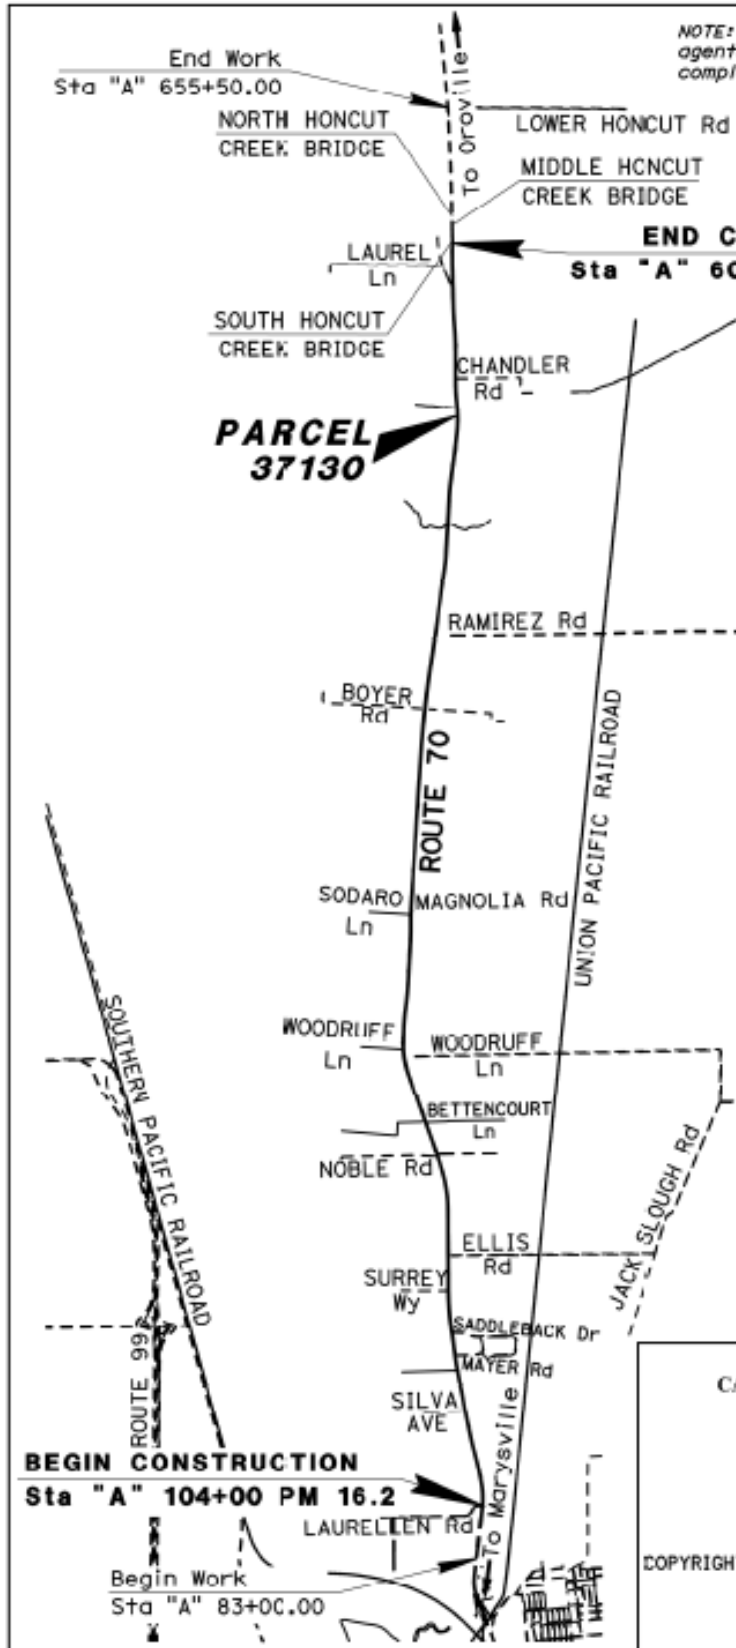 NOTE:
End Work
agent
Sta "A" 655+50.00
compl
To Oroville
NORTH HONCUT
CREEK BRIDGE
LOWER HONCUT Rd
MIDDLE HCNCUT
CREEK BRIDGE
END C
Sta "A" 60
LAUREL
Ln
SOUTH HONCUT
CREEK BRIDGE
CHANDLER
Rd
PARCEL
37130
RAMIREZ Rd
BOYER
Rd
ROUTE 70
UNION PACIFIC RAILROAD
SODARO
Ln
MAGNOLIA Rd
SOUTHERN PACIFIC RAILROAD
WOODRUFF
Ln
WOODRUFF
Ln
BETTENCOURT
Ln
NOBLE Rd
JACK SLOUGH Rd
ELLIS
Rd
SURREY
Wy
SADDLEBACK Dr
MAYER Rd
ROUTE 99
SILVA
AVE
CA
BEGIN CONSTRUCTION
Sta "A" 104+00 PM 16.2
To Marysville
LAURELLEN Rd
Begin Work
Sta "A" 83+0C.00
COPYRIGH